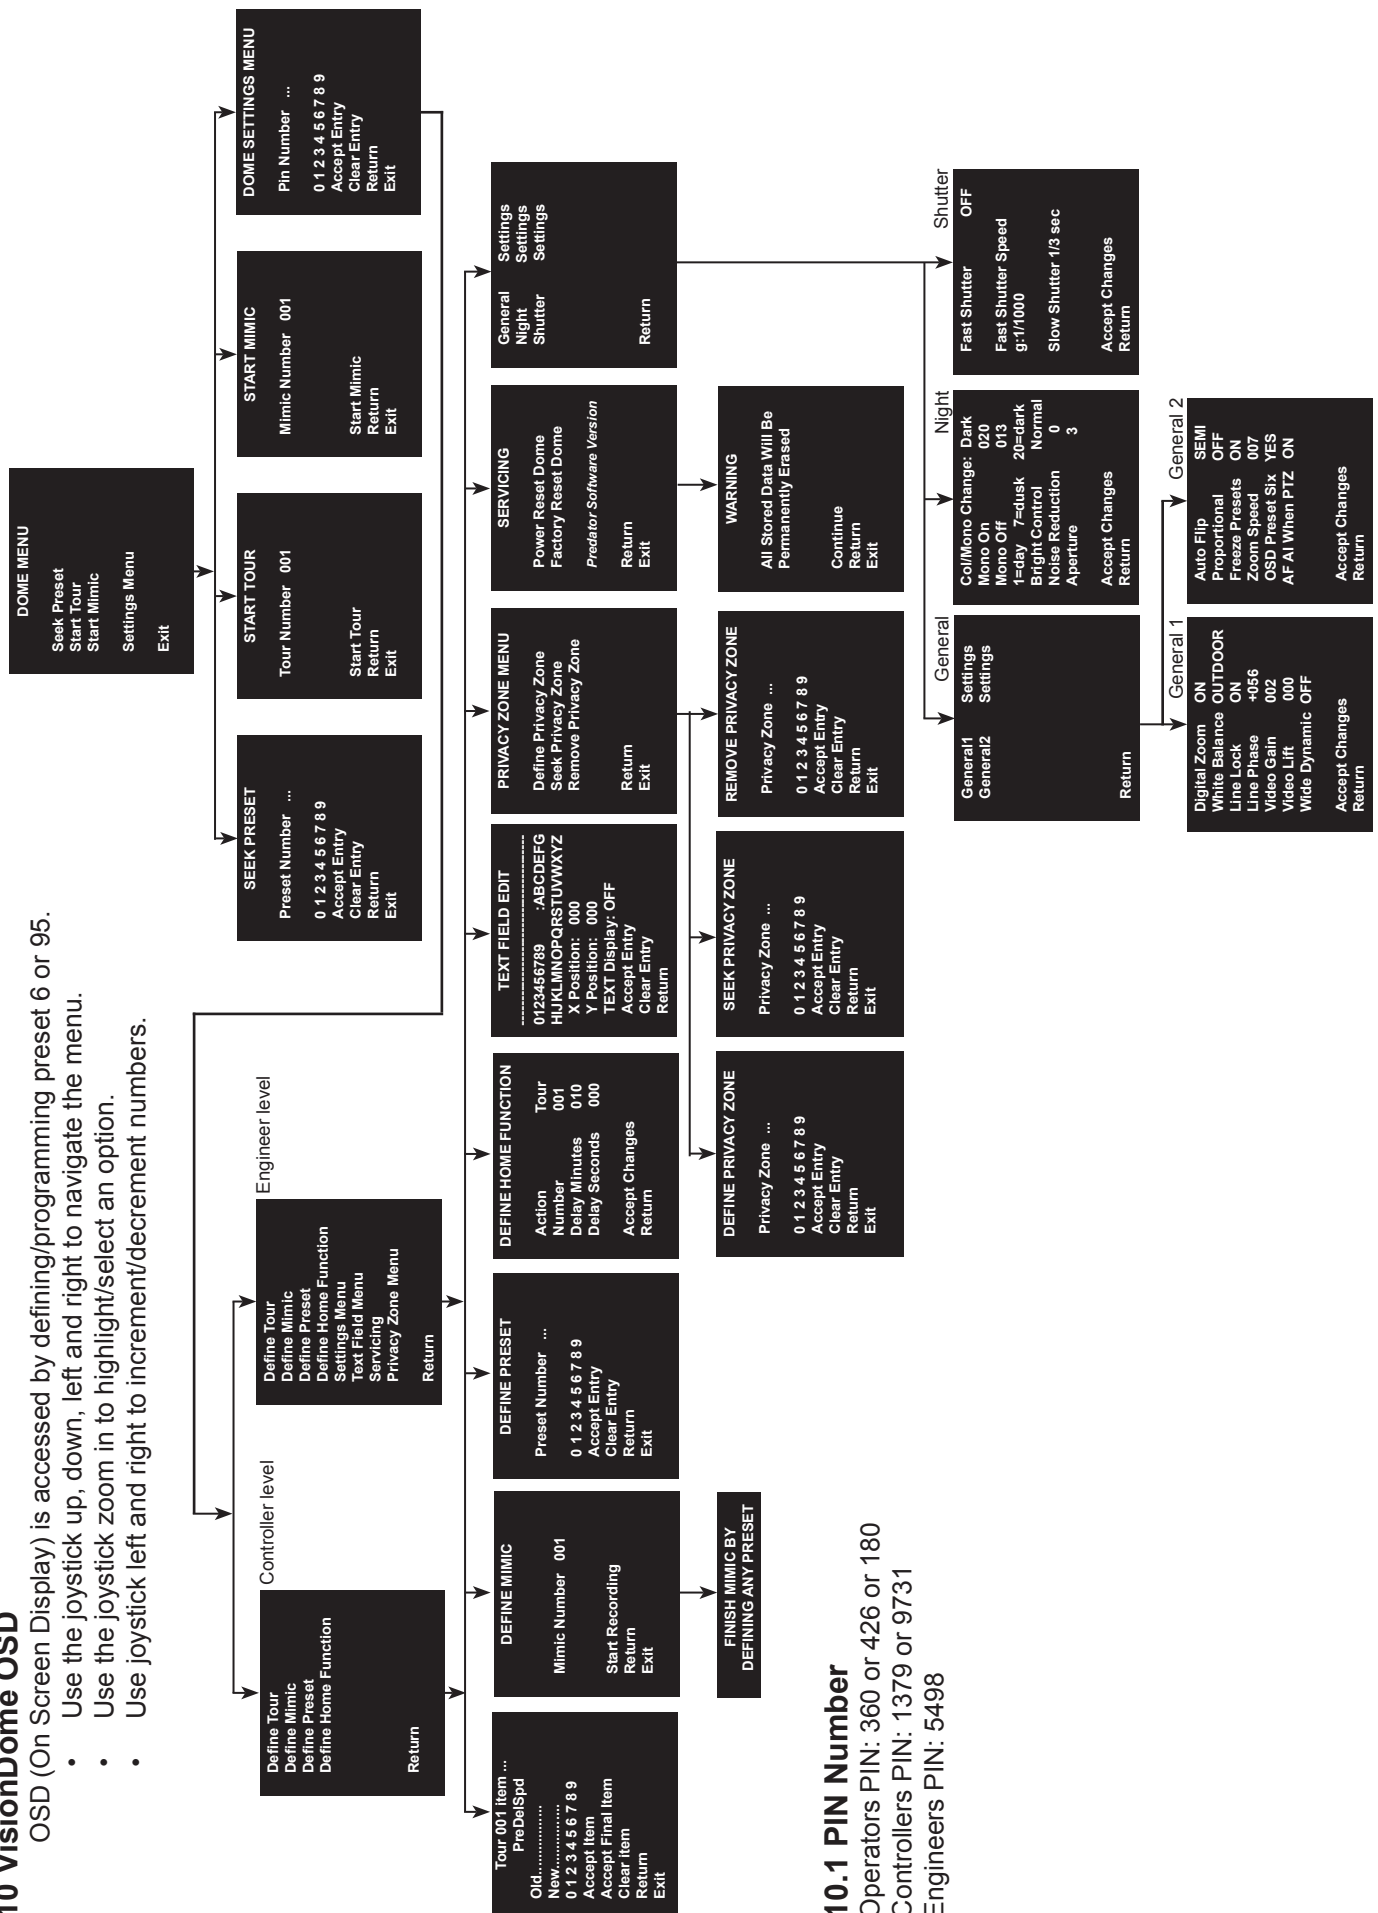 10 VisionDome OSD
OSD (On Screen Display) is accessed by defining/programming preset 6 or 95.
• Use the joystick up, down, left and right to navigate the menu.
• Use the joystick zoom in to highlight/select an option.
• Use joystick left and right to increment/decrement numbers.
DOME MENU
Seek Preset
Start Tour
Start Mimic
Settings Menu
Exit
SEEK PRESET
Preset Number ...
0 1 2 3 4 5 6 7 8 9
Accept Entry
Clear Entry
Return
Exit
START TOUR
Tour Number 001
Start Tour
Return
Exit
START MIMIC
Mimic Number 001
Start Mimic
Return
Exit
DOME SETTINGS MENU
Pin Number ...
0 1 2 3 4 5 6 7 8 9
Accept Entry
Clear Entry
Return
Exit
Controller level
Define Tour
Define Mimic
Define Preset
Define Home Function
Return
Engineer level
Define Tour
Define Mimic
Define Preset
Define Home Function
Settings Menu
Text Field Menu
Servicing
Privacy Zone Menu
Return
Tour 001 item ...
PreDelSpd
Old................
New...............
0 1 2 3 4 5 6 7 8 9
Accept Item
Accept Final Item
Clear item
Return
Exit
DEFINE MIMIC
Mimic Number 001
Start Recording
Return
Exit
DEFINE PRESET
Preset Number ...
0 1 2 3 4 5 6 7 8 9
Accept Entry
Clear Entry
Return
Exit
DEFINE HOME FUNCTION
Action Tour
Number 001
Delay Minutes 010
Delay Seconds 000
Accept Changes
Return
TEXT FIELD EDIT
------------------------------------
0123456789 :ABCDEFG
HIJKLMNOPQRSTUVWXYZ
X Position: 000
Y Position: 000
TEXT Display: OFF
Accept Entry
Clear Entry
Return
PRIVACY ZONE MENU
Define Privacy Zone
Seek Privacy Zone
Remove Privacy Zone
Return
Exit
SERVICING
Power Reset Dome
Factory Reset Dome
Predator Software Version
Return
Exit
General Settings
Night Settings
Shutter Settings
Return
FINISH MIMIC BY
DEFINING ANY PRESET
DEFINE PRIVACY ZONE
Privacy Zone ...
0 1 2 3 4 5 6 7 8 9
Accept Entry
Clear Entry
Return
Exit
SEEK PRIVACY ZONE
Privacy Zone ...
0 1 2 3 4 5 6 7 8 9
Accept Entry
Clear Entry
Return
Exit
REMOVE PRIVACY ZONE
Privacy Zone ...
0 1 2 3 4 5 6 7 8 9
Accept Entry
Clear Entry
Return
Exit
WARNING
All Stored Data Will Be
Permanently Erased
Continue
Return
Exit
General
General1 Settings
General2 Settings
Return
Night
Col/Mono Change: Dark
Mono On 020
Mono Off 013
1=day 7=dusk 20=dark
Bright Control Normal
Noise Reduction 0
Aperture 3
Accept Changes
Return
Shutter
Fast Shutter OFF
Fast Shutter Speed
g:1/1000
Slow Shutter 1/3 sec
Accept Changes
Return
General 1
Digital Zoom ON
White Balance OUTDOOR
Line Lock ON
Line Phase +056
Video Gain 002
Video Lift 000
Wide Dynamic OFF
Accept Changes
Return
General 2
Auto Flip SEMI
Proportional OFF
Freeze Presets ON
Zoom Speed 007
OSD Preset Six YES
AF AI When PTZ ON
Accept Changes
Return
10.1 PIN Number
Operators PIN: 360 or 426 or 180
Controllers PIN: 1379 or 9731
Engineers PIN: 5498